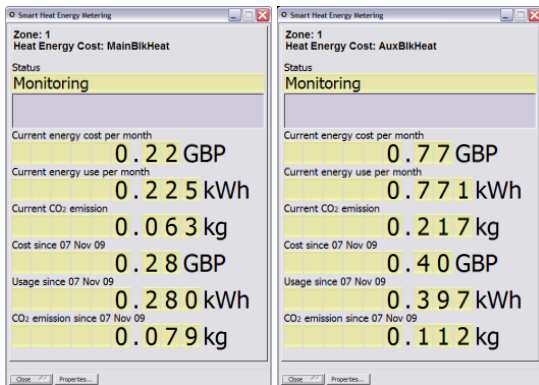 Smart Heat Energy Metering
Zone: 1
Heat Energy Cost: MainBlkHeat
Status
Monitoring
Current energy cost per month
0.22 GBP
Current energy use per month
0.225 kWh
Current CO2 emission
0.063 kg
Cost since 07 Nov 09
0.28 GBP
Usage since 07 Nov 09
0.280 kWh
CO2 emission since 07 Nov 09
0.079 kg
Close Properties...
Smart Heat Energy Metering
Zone: 1
Heat Energy Cost: AuxBlkHeat
Status
Monitoring
Current energy cost per month
0.77 GBP
Current energy use per month
0.771 kWh
Current CO2 emission
0.217 kg
Cost since 07 Nov 09
0.40 GBP
Usage since 07 Nov 09
0.397 kWh
CO2 emission since 07 Nov 09
0.112 kg
Close Properties...